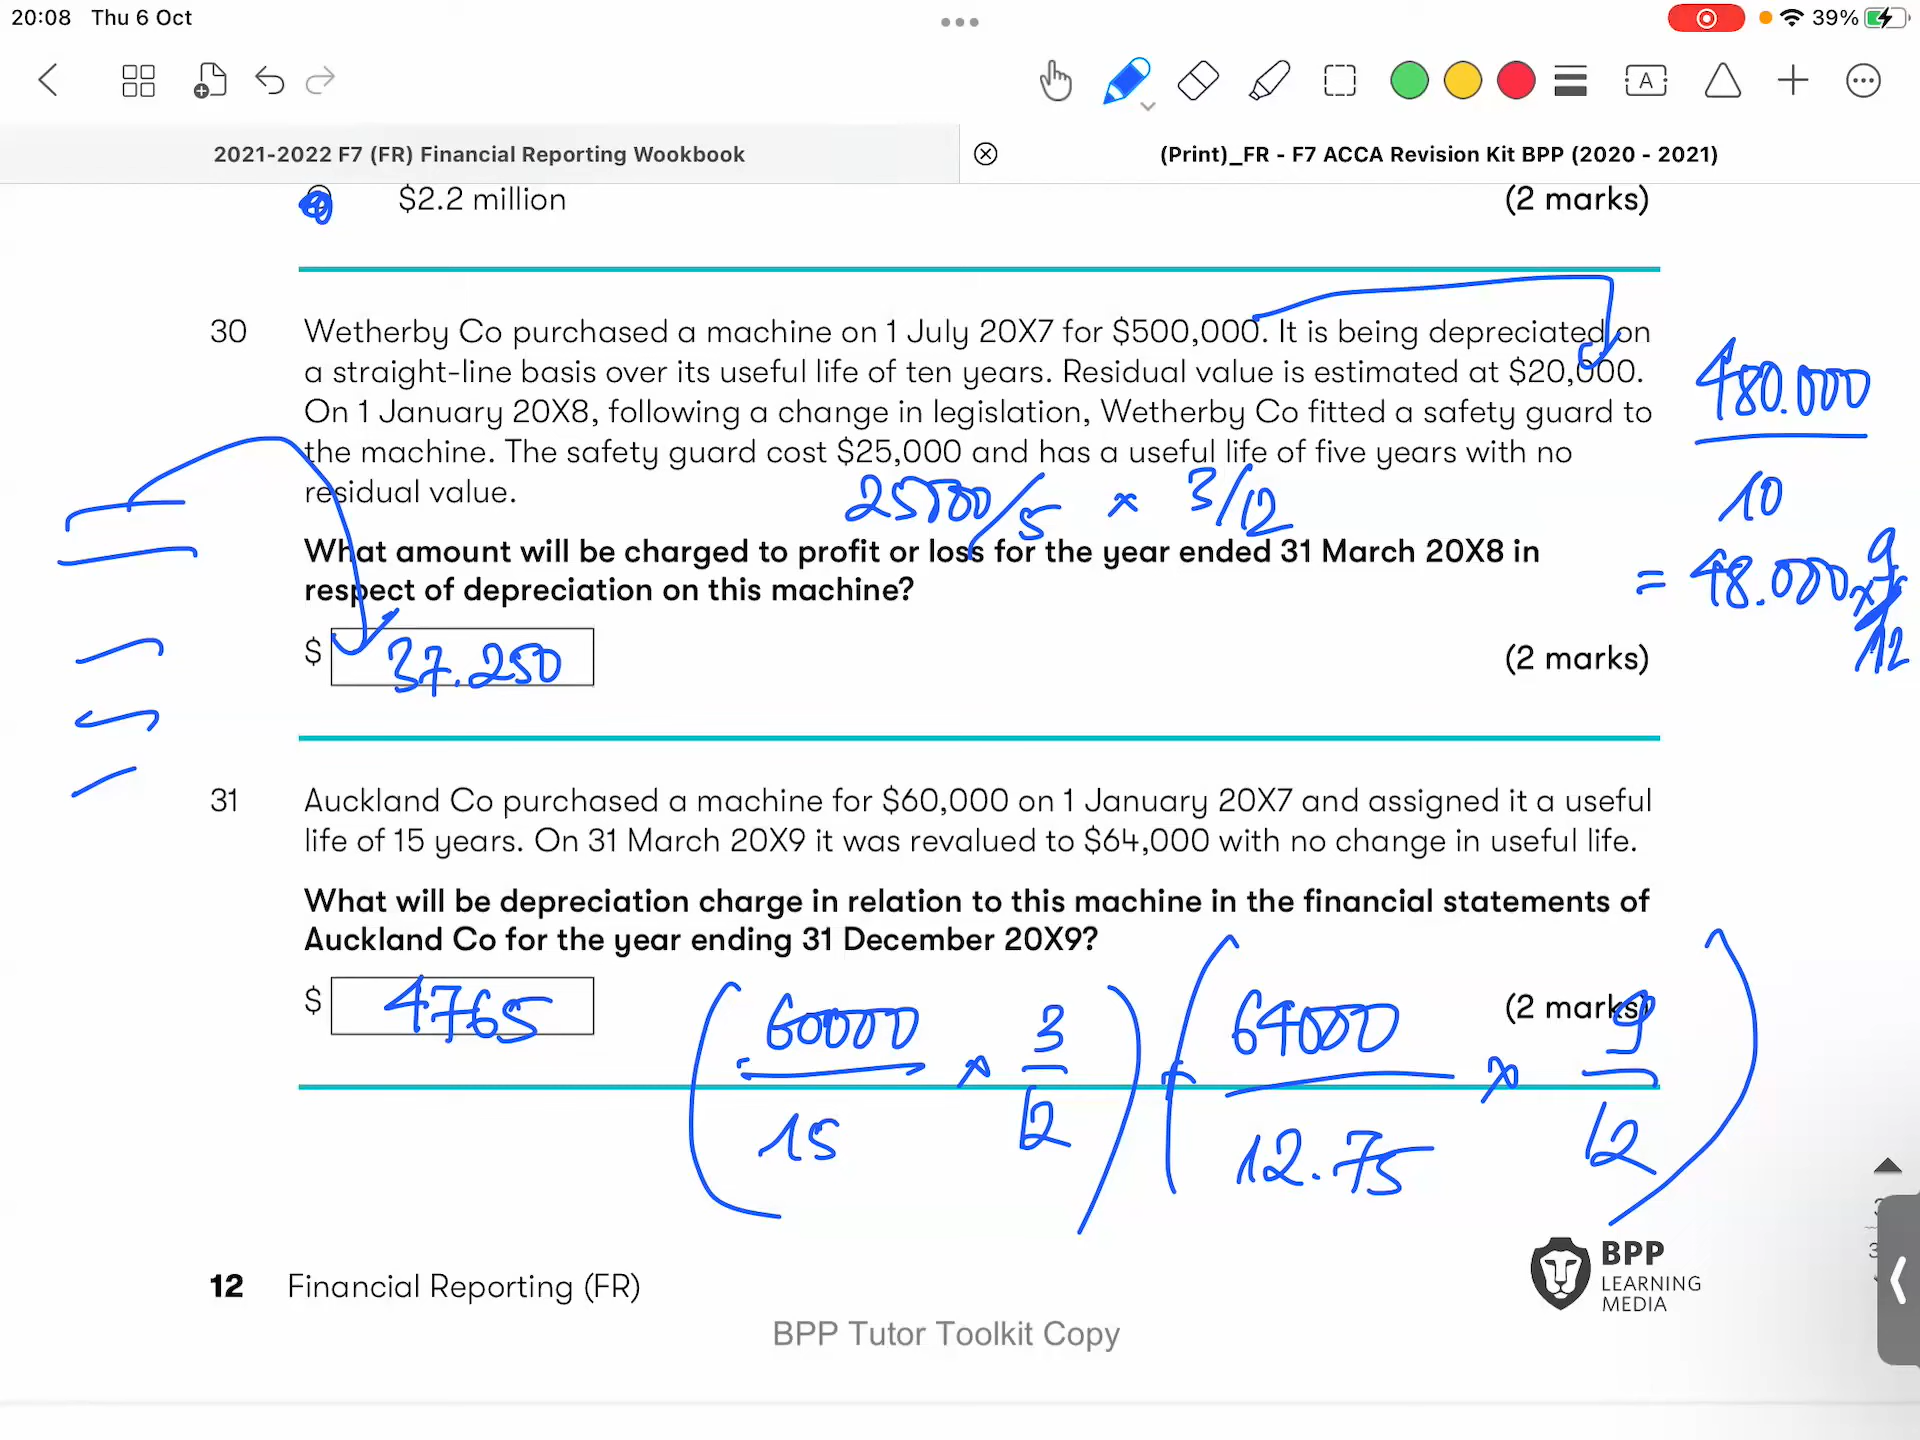 20:08 Thu 6 Oct
39%
A
2021-2022 F7 (FR) Financial Reporting Wookbook
(Print)_FR - F7 ACCA Revision Kit BPP (2020 - 2021)
$2.2 million (2 marks)
30 Wetherby Co purchased a machine on 1 July 20X7 for $500,000. It is being depreciated on
a straight-line basis over its useful life of ten years. Residual value is estimated at $20,000.
On 1 January 20X8, following a change in legislation, Wetherby Co fitted a safety guard to
the machine. The safety guard cost $25,000 and has a useful life of five years with no
residual value.
480.000
10
= 48.000 x 9/12
25000/5 x 3/12
What amount will be charged to profit or loss for the year ended 31 March 20X8 in
respect of depreciation on this machine?
$ 37.250 (2 marks)
31 Auckland Co purchased a machine for $60,000 on 1 January 20X7 and assigned it a useful
life of 15 years. On 31 March 20X9 it was revalued to $64,000 with no change in useful life.
What will be depreciation charge in relation to this machine in the financial statements of
Auckland Co for the year ending 31 December 20X9?
$ 4765 (2 marks)
(60000 x 3) + (64000 x 9)
15 12 12.75 12
12 Financial Reporting (FR)
BPP
LEARNING
MEDIA
BPP Tutor Toolkit Copy